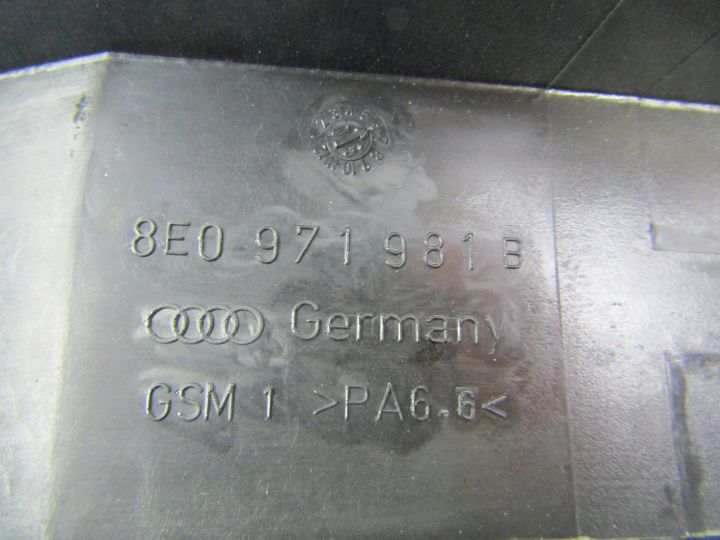 8E0 971 981 B
Germany
GSM 1 >PA6.6<